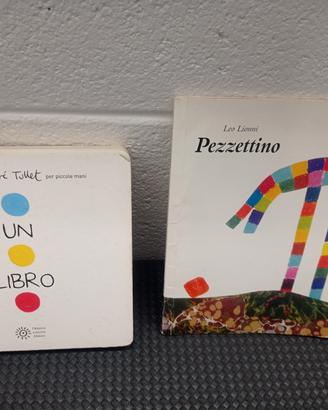 é Tullet per piccole mani
UN
LIBRO
Leo Lionni
Pezzettino